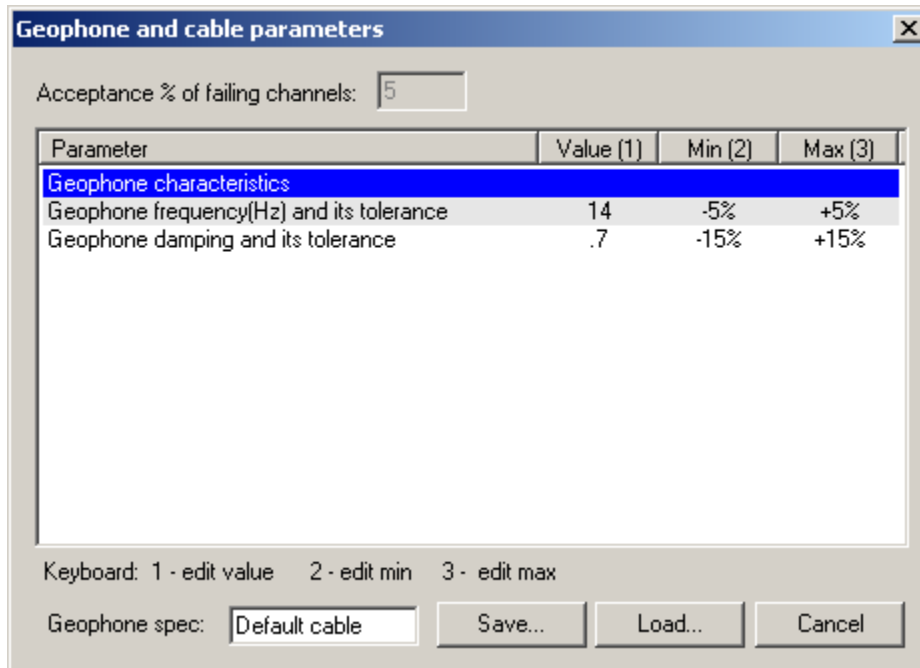 Geophone and cable parameters
Acceptance % of failing channels: 5
Parameter Value (1) Min (2) Max (3)
Geophone characteristics
Geophone frequency(Hz) and its tolerance 14 -5% +5%
Geophone damping and its tolerance .7 -15% +15%
Keyboard: 1 - edit value 2 - edit min 3 - edit max
Geophone spec: Default cable Save... Load... Cancel